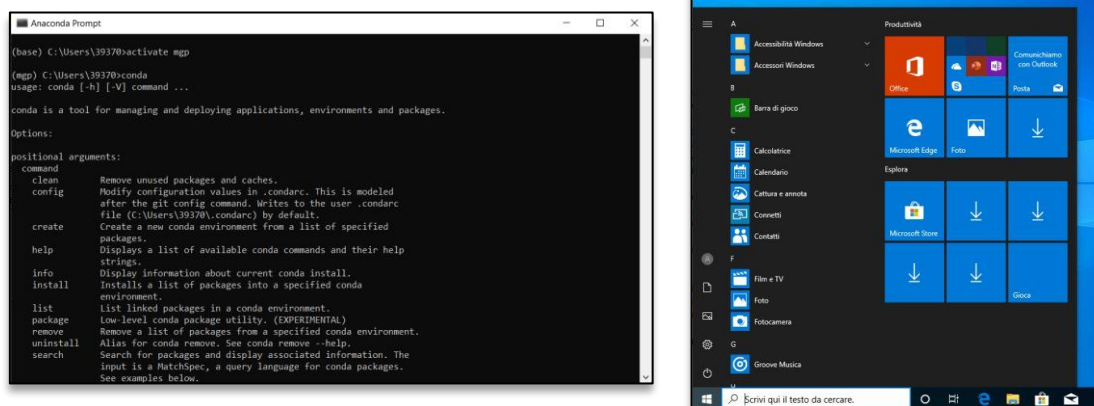 Anaconda Prompt
(base) C:\Users\39370>activate mgp
(mgp) C:\Users\39370>conda
usage: conda [-h] [-V] command ...
conda is a tool for managing and deploying applications, environments and packages.
Options:
positional arguments:
command
clean Remove unused packages and caches.
config Modify configuration values in .condarc. This is modeled
after the git config command. Writes to the user .condarc
file (C:\Users\39370\.condarc) by default.
create Create a new conda environment from a list of specified
packages.
help Displays a list of available conda commands and their help
strings.
info Display information about current conda install.
install Installs a list of packages into a specified conda
environment.
list List linked packages in a conda environment.
package Low-level conda package utility. (EXPERIMENTAL)
remove Remove a list of packages from a specified conda environment.
uninstall Alias for conda remove. See conda remove --help.
search Search for packages and display associated information. The
input is a MatchSpec, a query language for conda packages.
See examples below.
A
Accessibilità Windows
Accessori Windows
B
Barra di gioco
C
Calcolatrice
Calendario
Cattura e annota
Connetti
Contatti
F
Film e TV
Foto
Fotocamera
G
Groove Musica
Produttività
Office
Comunichiamo
con Outlook
Posta
Microsoft Edge
Foto
Esplora
Microsoft Store
Gioca
Scrivi qui il testo da cercare.